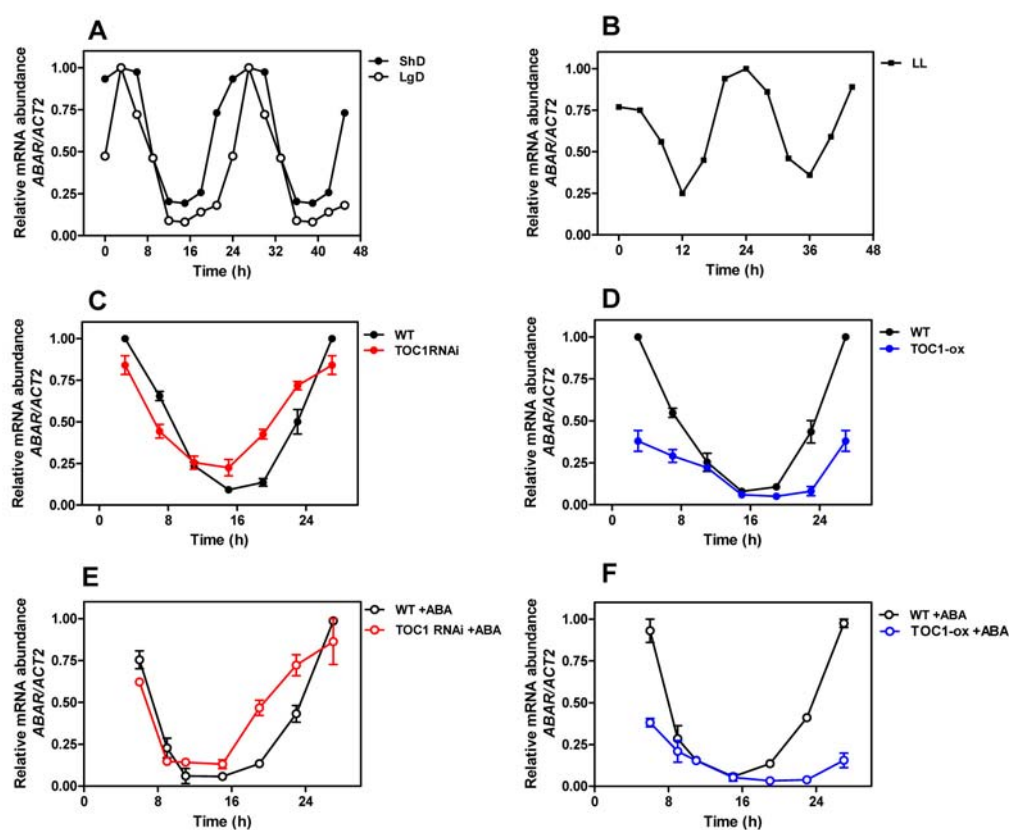 A
Relative mRNA abundance
ABAR/ACT2
1.00
0.75
0.50
0.25
0.00
0 8 16 24 32 40 48
Time (h)
ShD
LgD
B
Relative mRNA abundance
ABAR/ACT2
1.00
0.75
0.50
0.25
0.00
0 12 24 36 48
Time (h)
LL
C
Relative mRNA abundance
ABAR/ACT2
1.00
0.75
0.50
0.25
0.00
0 8 16 24
Time (h)
WT
TOC1RNAi
D
Relative mRNA abundance
ABAR/ACT2
1.00
0.75
0.50
0.25
0.00
0 8 16 24
Time (h)
WT
TOC1-ox
E
Relative mRNA abundance
ABAR/ACT2
1.00
0.75
0.50
0.25
0.00
0 8 16 24
Time (h)
WT +ABA
TOC1 RNAi +ABA
F
Relative mRNA abundance
ABAR/ACT2
1.00
0.75
0.50
0.25
0.00
0 8 16 24
Time (h)
WT +ABA
TOC1-ox +ABA